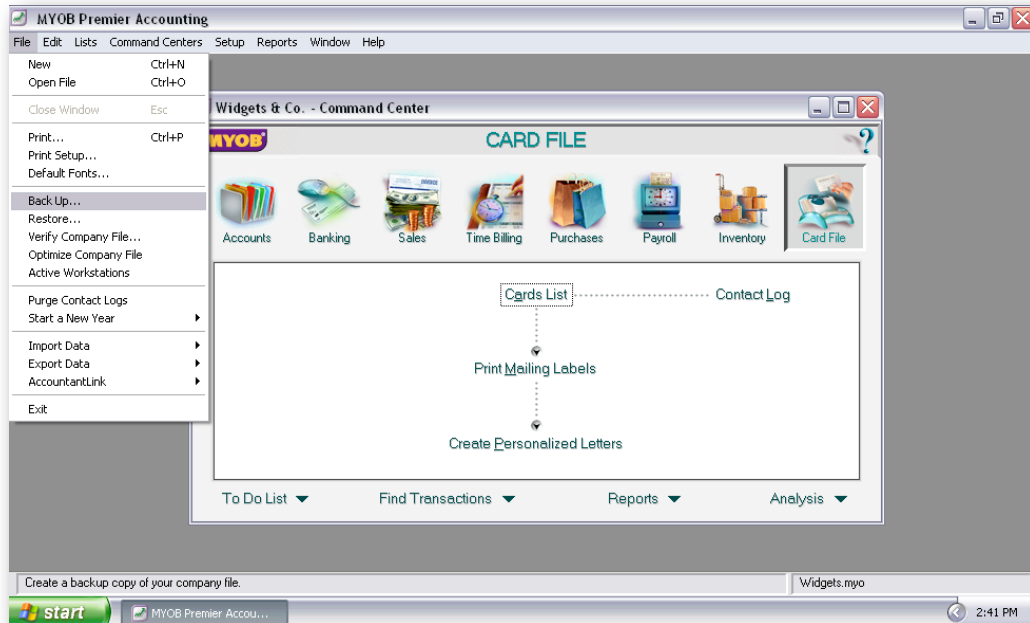 MYOB Premier Accounting
File Edit Lists Command Centers Setup Reports Window Help
New Ctrl+N
Open File Ctrl+O
Close Window Esc
Print... Ctrl+P
Print Setup...
Default Fonts...
Back Up...
Restore...
Verify Company File...
Optimize Company File
Active Workstations
Purge Contact Logs
Start a New Year
Import Data
Export Data
AccountantLink
Exit
Widgets & Co. - Command Center
MYOB
CARD FILE
?
Accounts Banking Sales Time Billing Purchases Payroll Inventory Card File
Cards List Contact Log
Print Mailing Labels
Create Personalized Letters
To Do List Find Transactions Reports Analysis
Create a backup copy of your company file. Widgets.myo
start MYOB Premier Accou... 2:41 PM